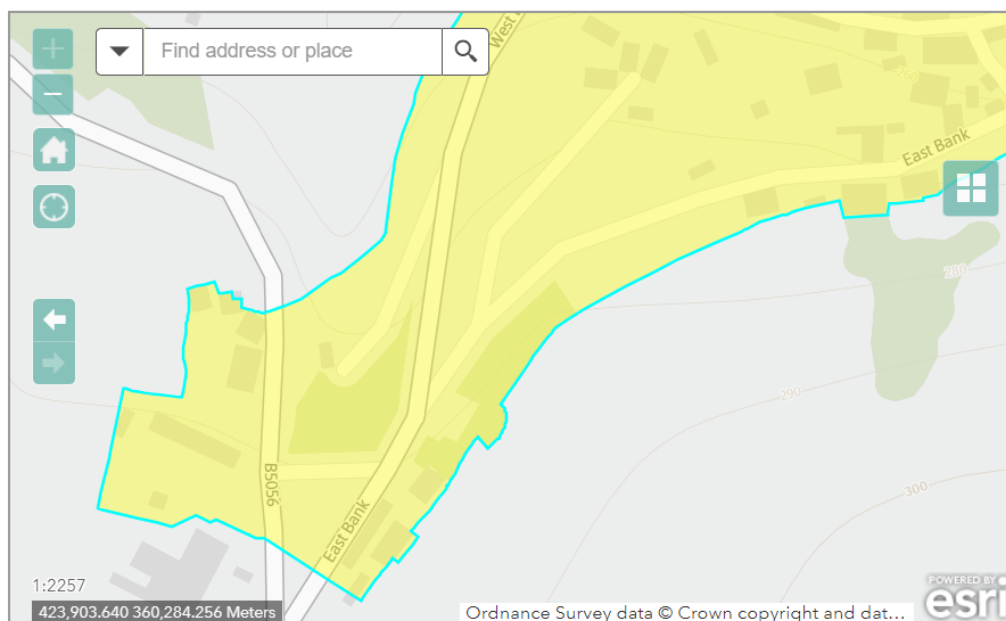 Find address or place
West B
260
East Bank
280
290
B5056
300
East Bank
1:2257
423,903.640 360,284.256 Meters
Ordnance Survey data © Crown copyright and dat...
POWERED BY
esri